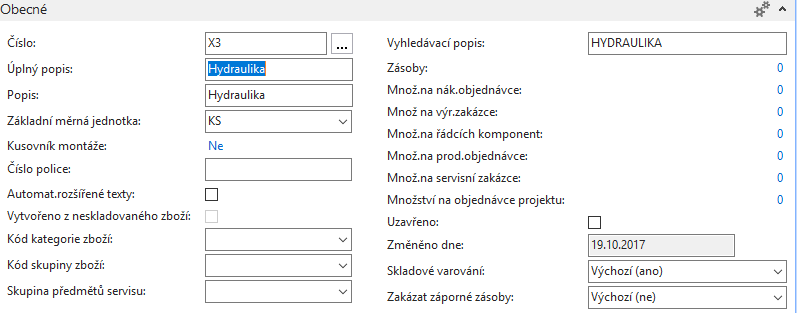 Obecné
Číslo: X3 ...
Úplný popis: Hydraulika
Popis: Hydraulika
Základní měrná jednotka: KS
Kusovník montáže: Ne
Číslo police:
Automat.rozšířené texty:
Vytvořeno z neskladovaného zboží:
Kód kategorie zboží:
Kód skupiny zboží:
Skupina předmětů servisu:
Vyhledávací popis: HYDRAULIKA
Zásoby: 0
Množ.na nák.objednávce: 0
Množ na výr.zakázce: 0
Množ.na řádcích komponent: 0
Množ.na prod.objednávce: 0
Množ.na servisní zakázce: 0
Množství na objednávce projektu: 0
Uzavřeno:
Změněno dne: 19.10.2017
Skladové varování: Výchozí (ano)
Zakázat záporné zásoby: Výchozí (ne)